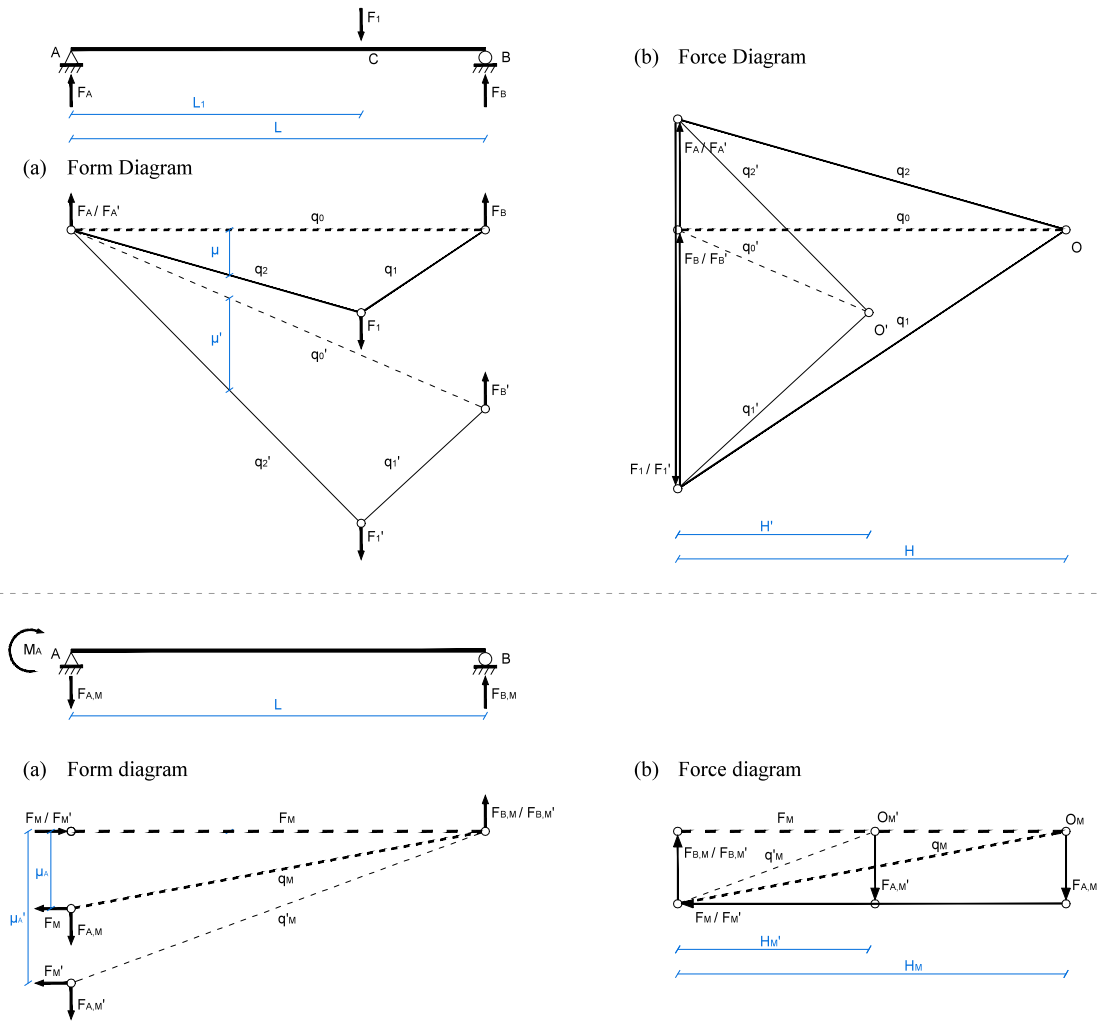 F1
A
C
B
FA
FB
L1
L
(a) Form Diagram
FA / FA'
q0
FB
μ
q2
q1
F1
μ'
q0'
FB'
q2'
q1'
F1'
(b) Force Diagram
FA / FA'
q2
q2'
q0
q0'
O
FB / FB'
q1
O'
q1'
F1 / F1'
H'
H
MA
A
B
FA,M
FB,M
L
(a) Form diagram
FB,M / FB,M'
FM / FM'
FM
μA
qM
μA'
FM
FA,M
q'M
FM'
FA,M'
(b) Force diagram
FM
OM'
OM
FB,M / FB,M'
q'M
qM
FA,M'
FA,M
FM / FM'
HM'
HM